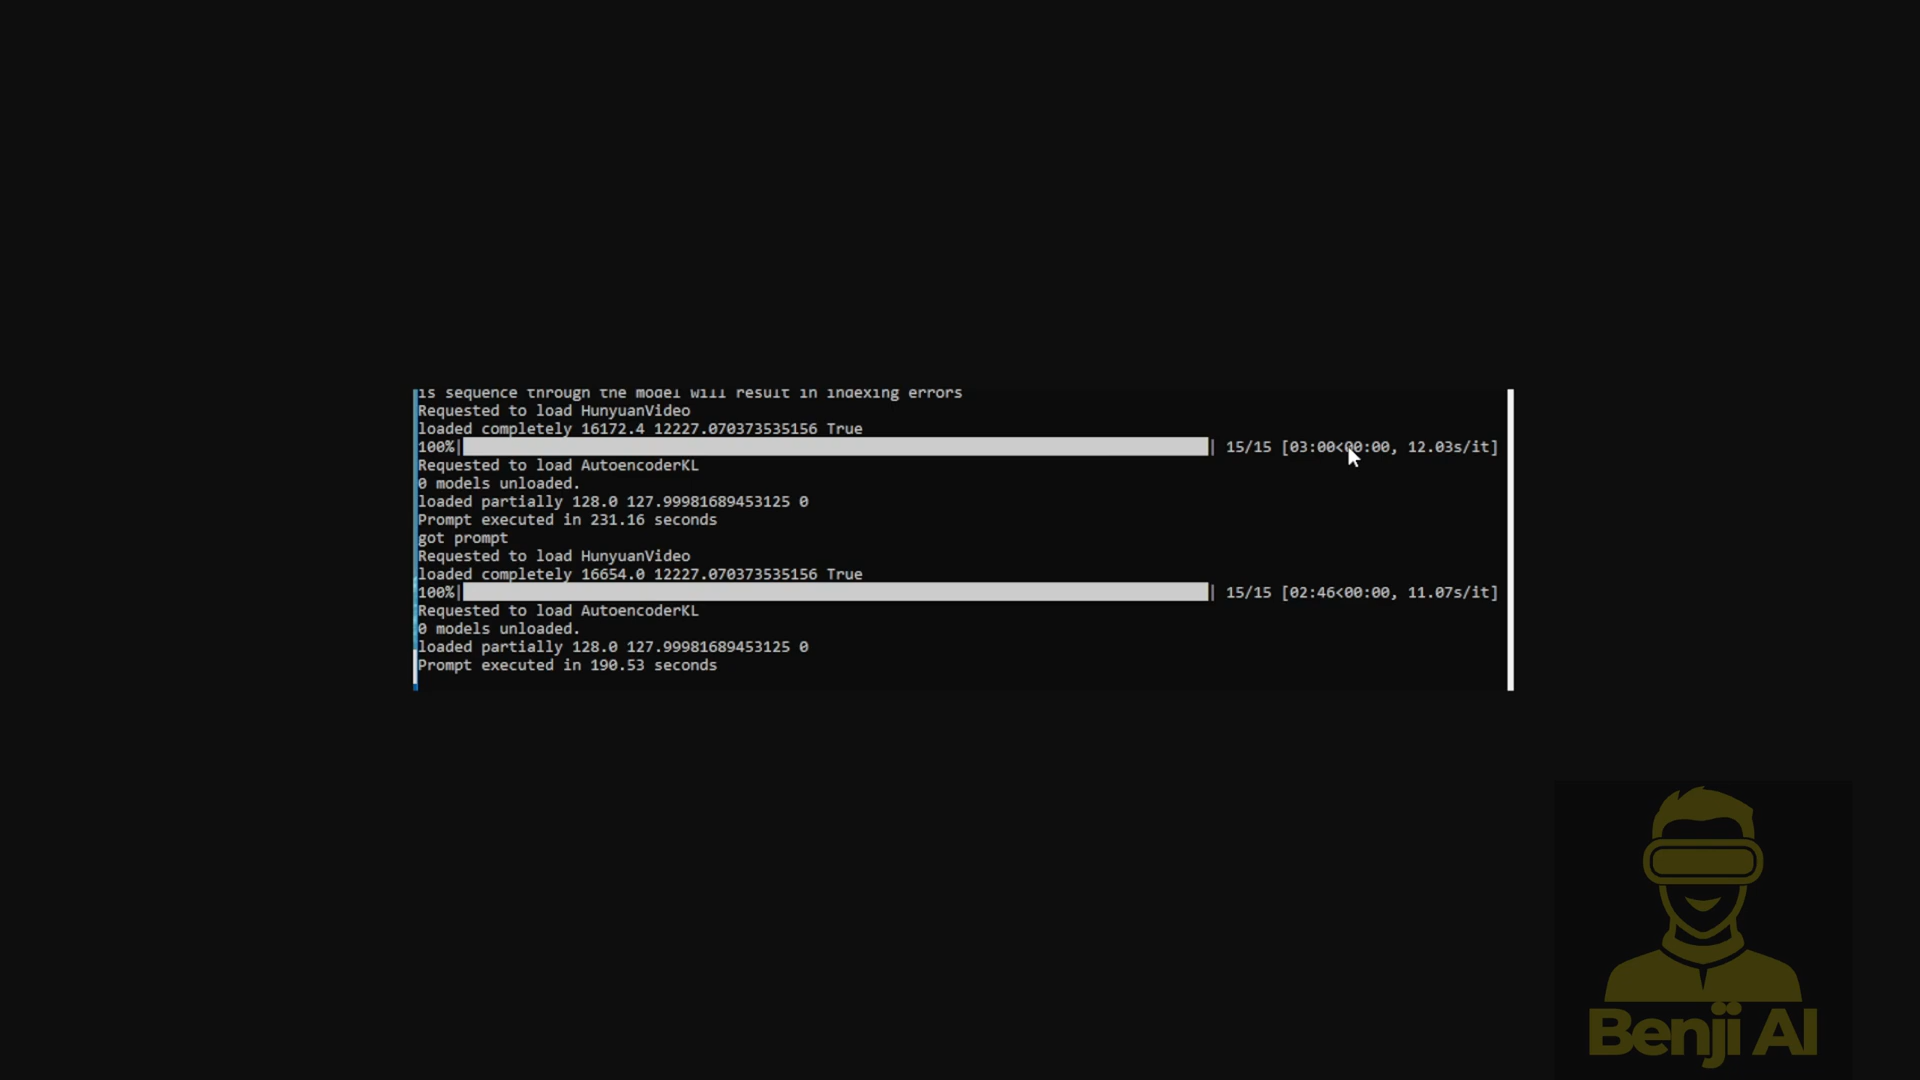 is sequence through the model will result in indexing errors
Requested to load HunyuanVideo
loaded completely 16172.4 12227.070373535156 True
100%| | 15/15 [03:00<00:00, 12.03s/it]
Requested to load AutoencoderKL
0 models unloaded.
loaded partially 128.0 127.99981689453125 0
Prompt executed in 231.16 seconds
got prompt
Requested to load HunyuanVideo
loaded completely 16654.0 12227.070373535156 True
100%| | 15/15 [02:46<00:00, 11.07s/it]
Requested to load AutoencoderKL
0 models unloaded.
loaded partially 128.0 127.99981689453125 0
Prompt executed in 190.53 seconds
Benji AI